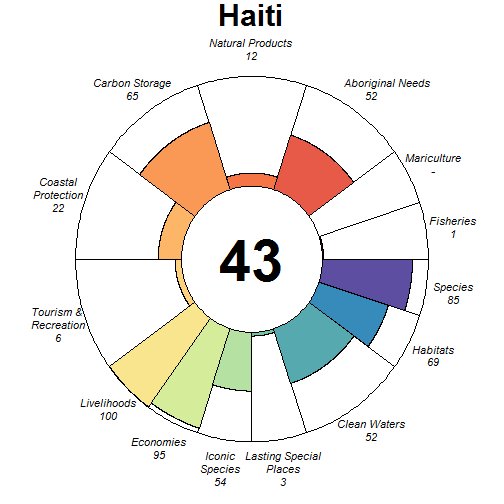 Haiti
Natural Products
12
Aboriginal Needs
52
Mariculture
-
Fisheries
1
Species
85
Habitats
69
Clean Waters
52
Lasting Special
Places
3
Iconic
Species
54
Economies
95
Livelihoods
100
Tourism &
Recreation
6
Coastal
Protection
22
Carbon Storage
65
43